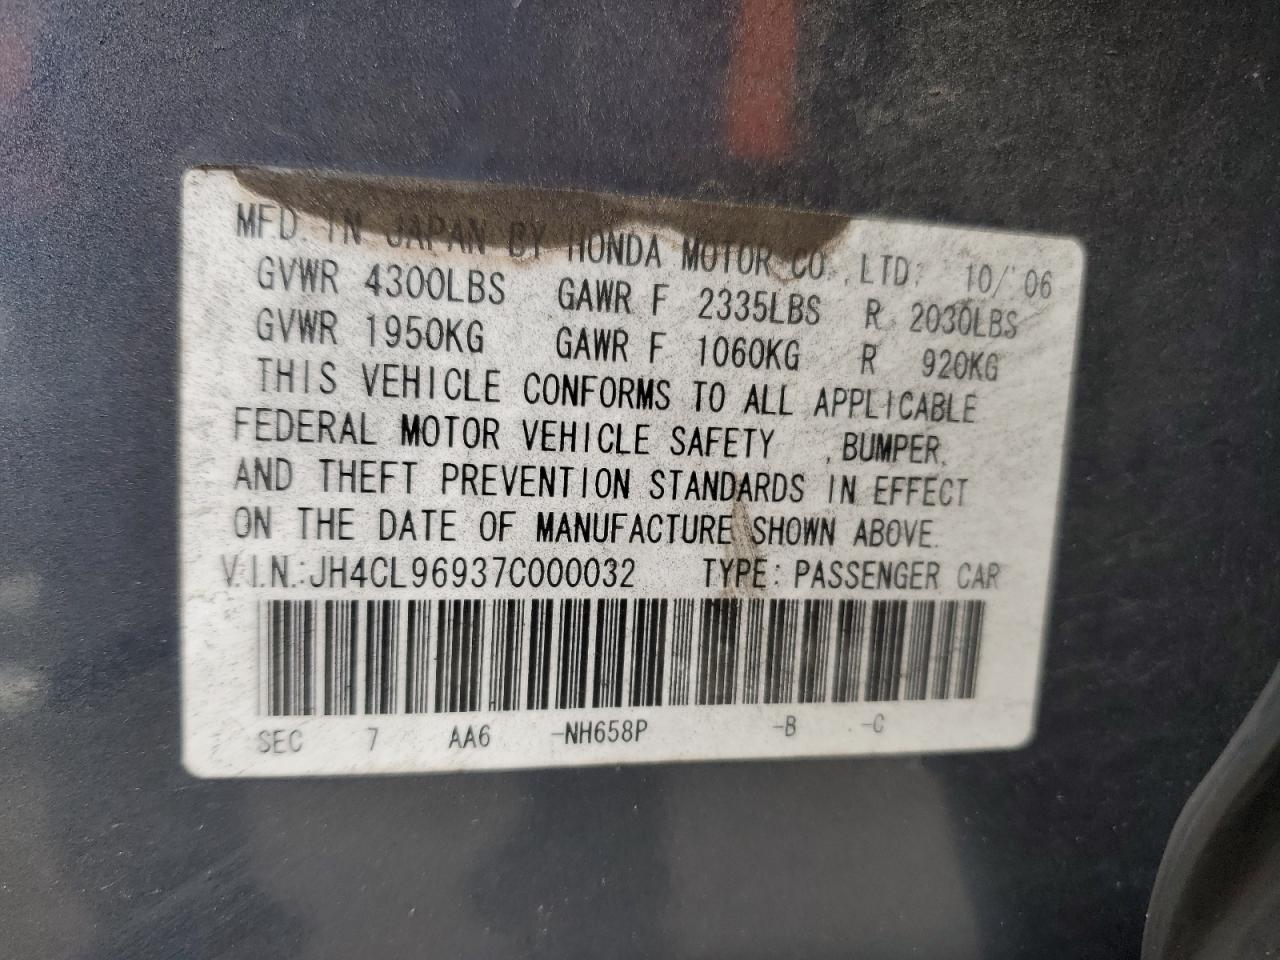 MFD. IN JAPAN BY HONDA MOTOR CO., LTD. 10/'06
GVWR 4300LBS GAWR F 2335LBS R 2030LBS
GVWR 1950KG GAWR F 1060KG R 920KG
THIS VEHICLE CONFORMS TO ALL APPLICABLE
FEDERAL MOTOR VEHICLE SAFETY , BUMPER,
AND THEFT PREVENTION STANDARDS IN EFFECT
ON THE DATE OF MANUFACTURE SHOWN ABOVE.
V.I.N.:JH4CL96937C000032 TYPE: PASSENGER CAR
SEC 7 AA6 -NH658P -B -C